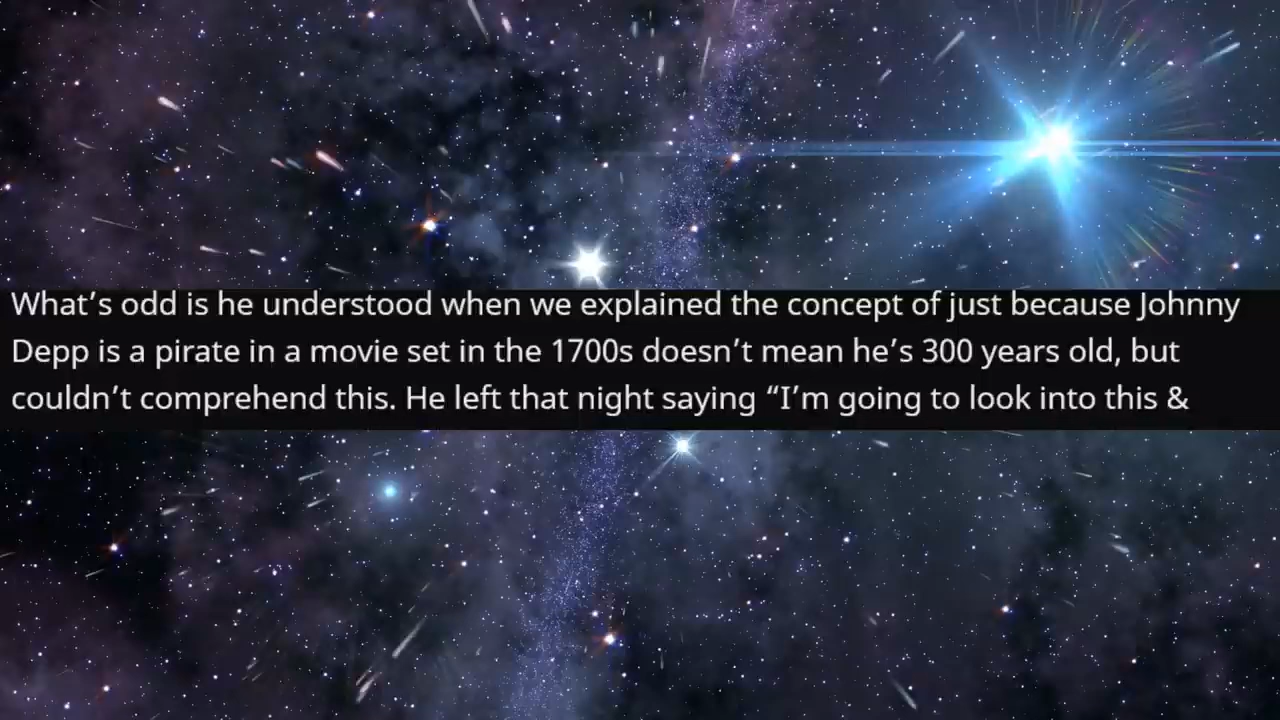 What’s odd is he understood when we explained the concept of just because Johnny
Depp is a pirate in a movie set in the 1700s doesn’t mean he’s 300 years old, but
couldn’t comprehend this. He left that night saying “I’m going to look into this &